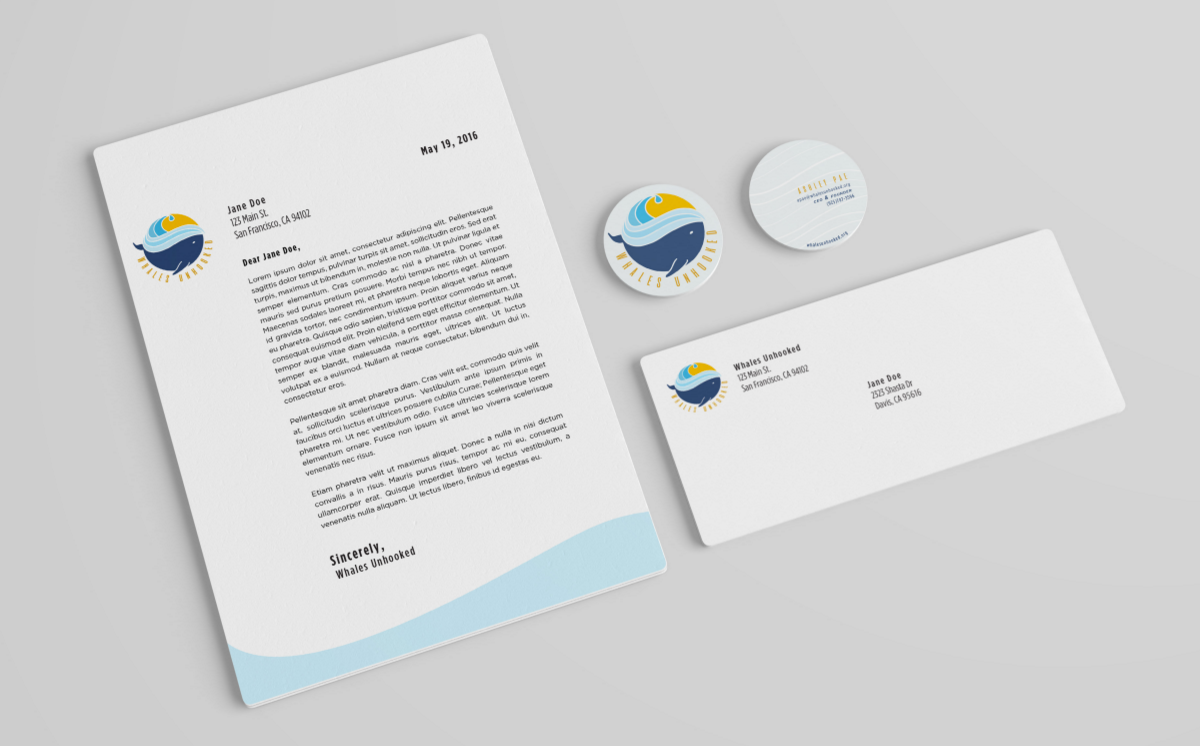 May 19, 2016
Jane Doe
123 Main St.
San Francisco, CA 94102
WHALES UNHOOKED
Dear Jane Doe,
Lorem ipsum dolor sit amet, consectetur adipiscing elit. Pellentesque
sagittis dolor tempus, pulvinar turpis sit amet, sollicitudin eros. Sed erat
turpis, maximus ut bibendum in, molestie non nulla. Ut pulvinar ligula et
semper elementum. Cras commodo ac nisl a pharetra. Donec vitae
mauris sed purus pretium posuere. Morbi tempus nec nibh ut tempor.
Maecenas sodales laoreet mi, et pharetra neque lobortis eget. Aliquam
id gravida tortor, nec condimentum ipsum. Proin aliquet varius neque
eu pharetra. Quisque odio sapien, tristique porttitor commodo sit amet,
consequat euismod elit. Proin eleifend sem eget efficitur elementum. Ut
tempor augue vitae diam vehicula, a porttitor massa consequat. Nulla
semper ex blandit, malesuada mauris eget, ultrices elit. Ut luctus
volutpat ex a euismod. Nullam at neque consectetur, bibendum dui in,
consectetur eros.
Pellentesque sit amet pharetra diam. Cras velit est, commodo quis velit
at, sollicitudin scelerisque purus. Vestibulum ante ipsum primis in
faucibus orci luctus et ultrices posuere cubilia Curae; Pellentesque eget
pharetra mi. Ut nec vestibulum odio. Fusce ultricies scelerisque lorem
elementum ornare. Fusce non ipsum sit amet leo viverra scelerisque
venenatis nec risus.
Etiam pharetra velit ut maximus aliquet. Donec a nulla in nisi dictum
convallis a in risus. Mauris purus risus, tempor ac mi eu, consequat
ullamcorper erat. Quisque imperdiet libero vel lectus vestibulum, a
venenatis nulla aliquam. Ut lectus libero, finibus id egestas eu.
Sincerely,
Whales Unhooked
WHALES UNHOOKED
CEO & FOUNDER
whalesunhooked.org
WHALES UNHOOKED
Whales Unhooked
123 Main St.
San Francisco, CA 94102
Jane Doe
2323 Shasta Dr
Davis, CA 95616